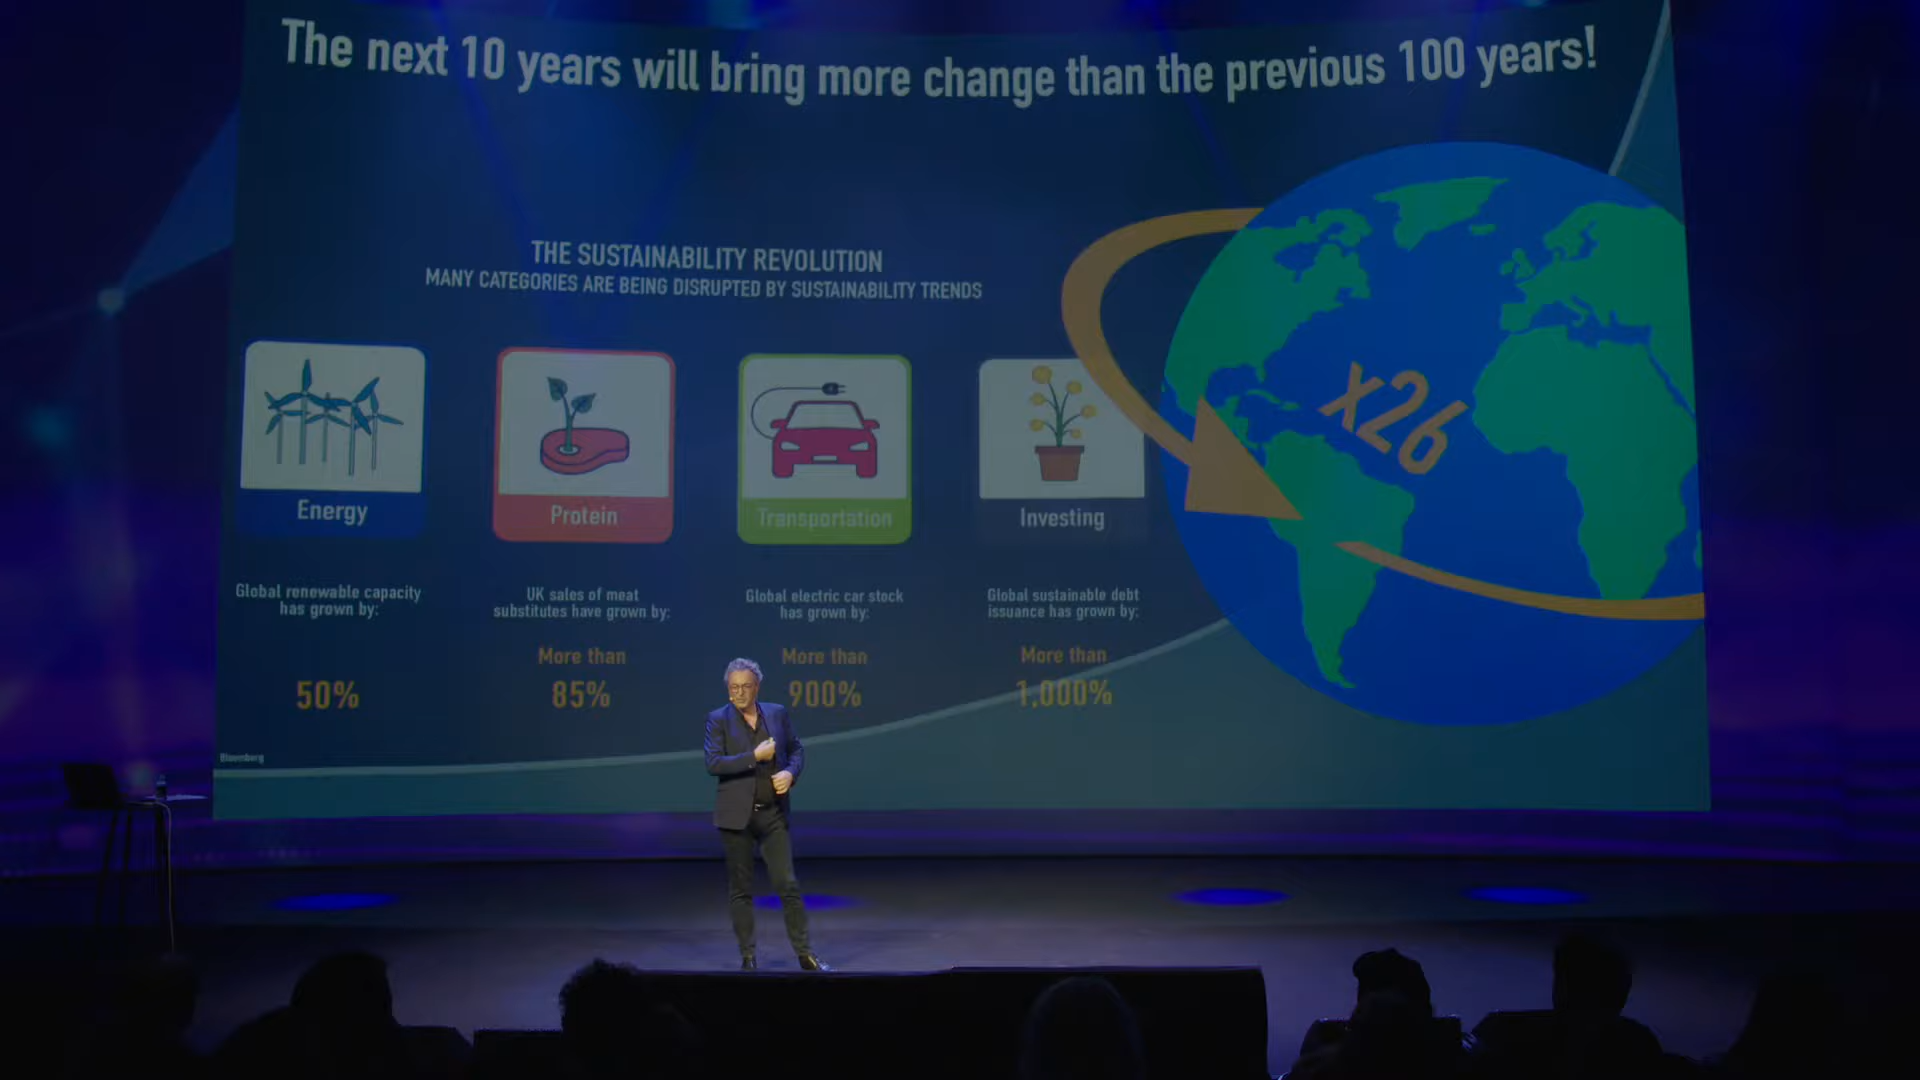 The next 10 years will bring more change than the previous 100 years!
THE SUSTAINABILITY REVOLUTION
MANY CATEGORIES ARE BEING DISRUPTED BY SUSTAINABILITY TRENDS
Energy
Global renewable capacity
has grown by:
50%
Protein
UK sales of meat
substitutes have grown by:
More than
85%
Transportation
Global electric car stock
has grown by:
More than
900%
Investing
Global sustainable debt
issuance has grown by:
More than
1,000%
x26
Bloomberg